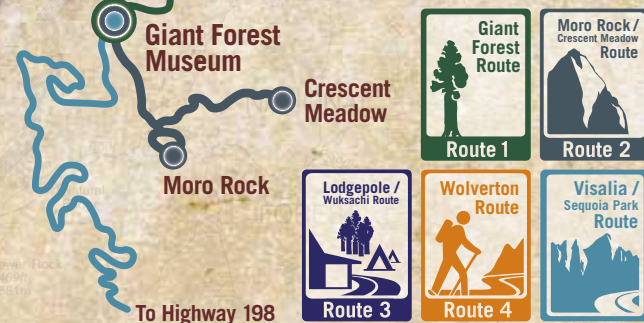 Giant Forest
Museum
Crescent
Meadow
Moro Rock
To Highway 198
Giant
Forest
Route
Route 1
Moro Rock /
Crescent Meadow
Route
Route 2
Lodgepole /
Wuksachi Route
Route 3
Wolverton
Route
Route 4
Visalia /
Sequoia Park
Route